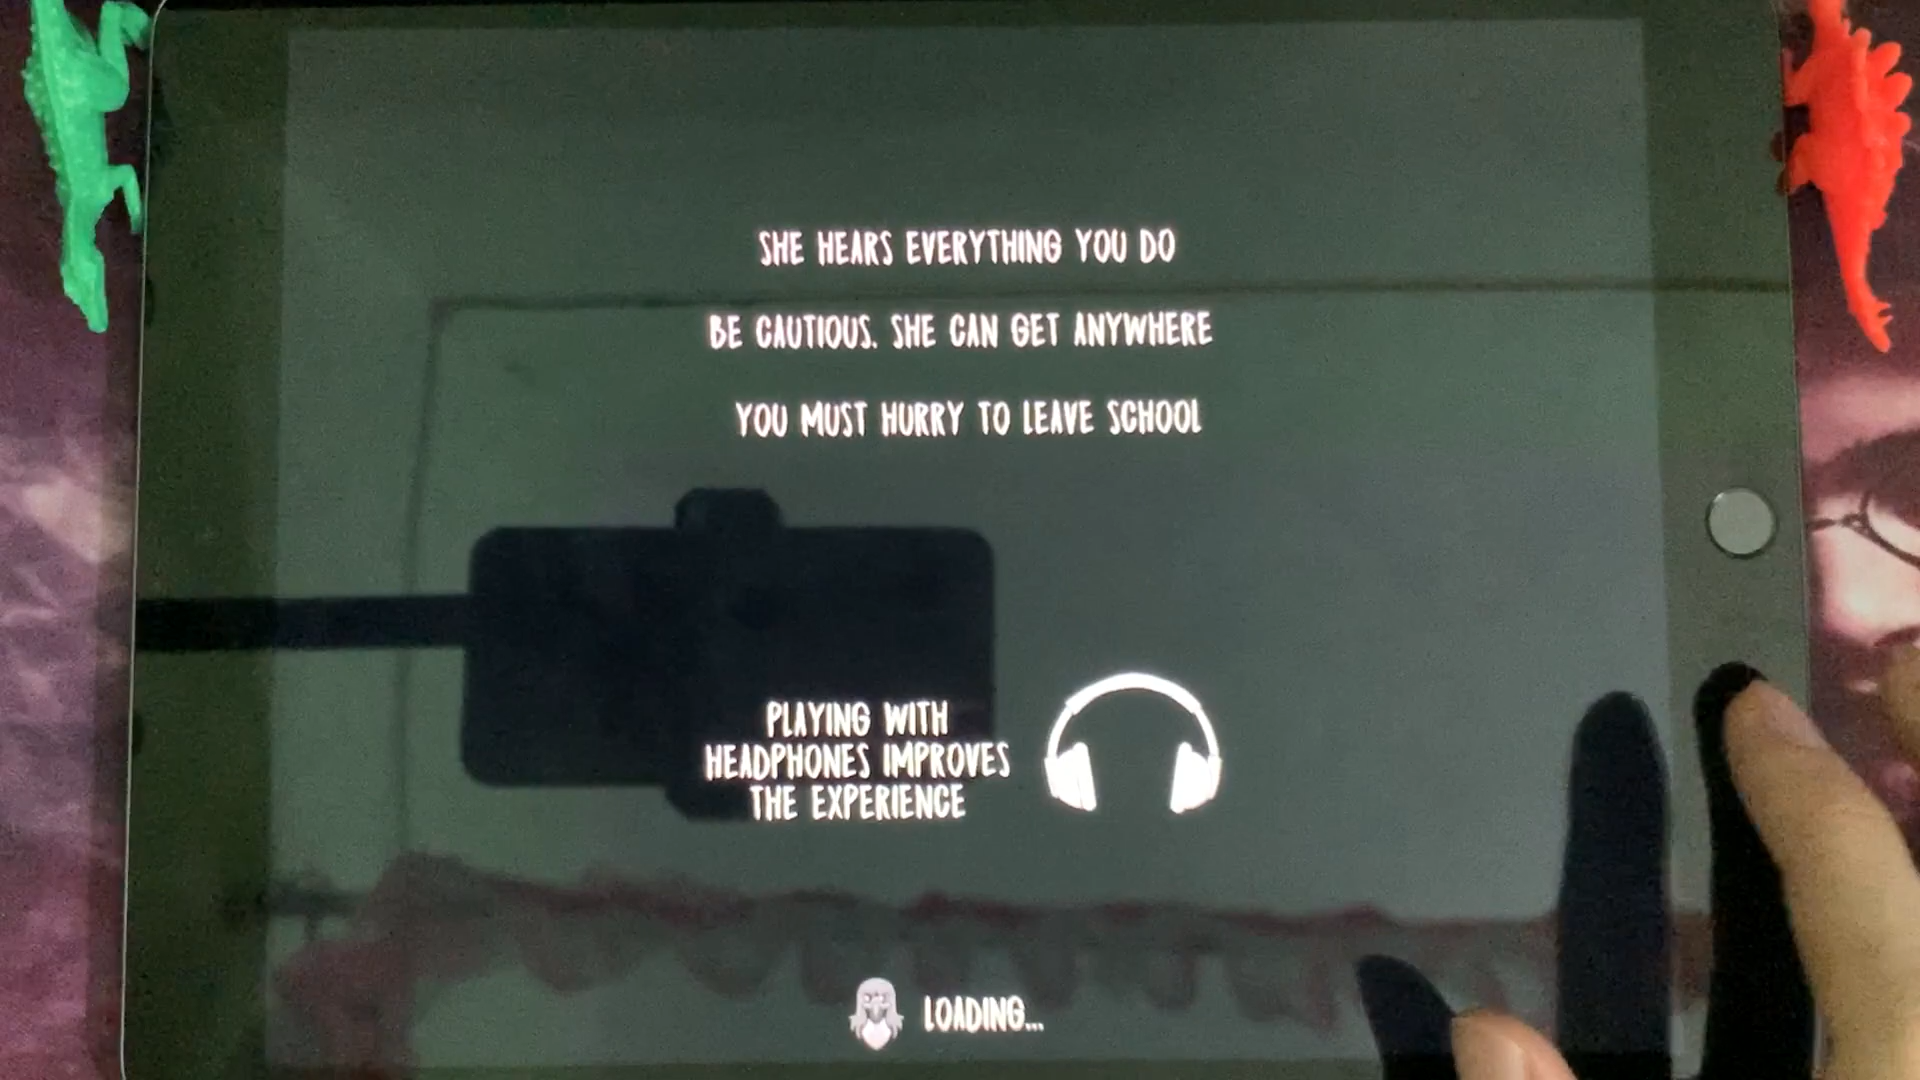 SHE HEARS EVERYTHING YOU DO
BE CAUTIOUS. SHE CAN GET ANYWHERE
YOU MUST HURRY TO LEAVE SCHOOL
PLAYING WITH
HEADPHONES IMPROVES
THE EXPERIENCE
LOADING...